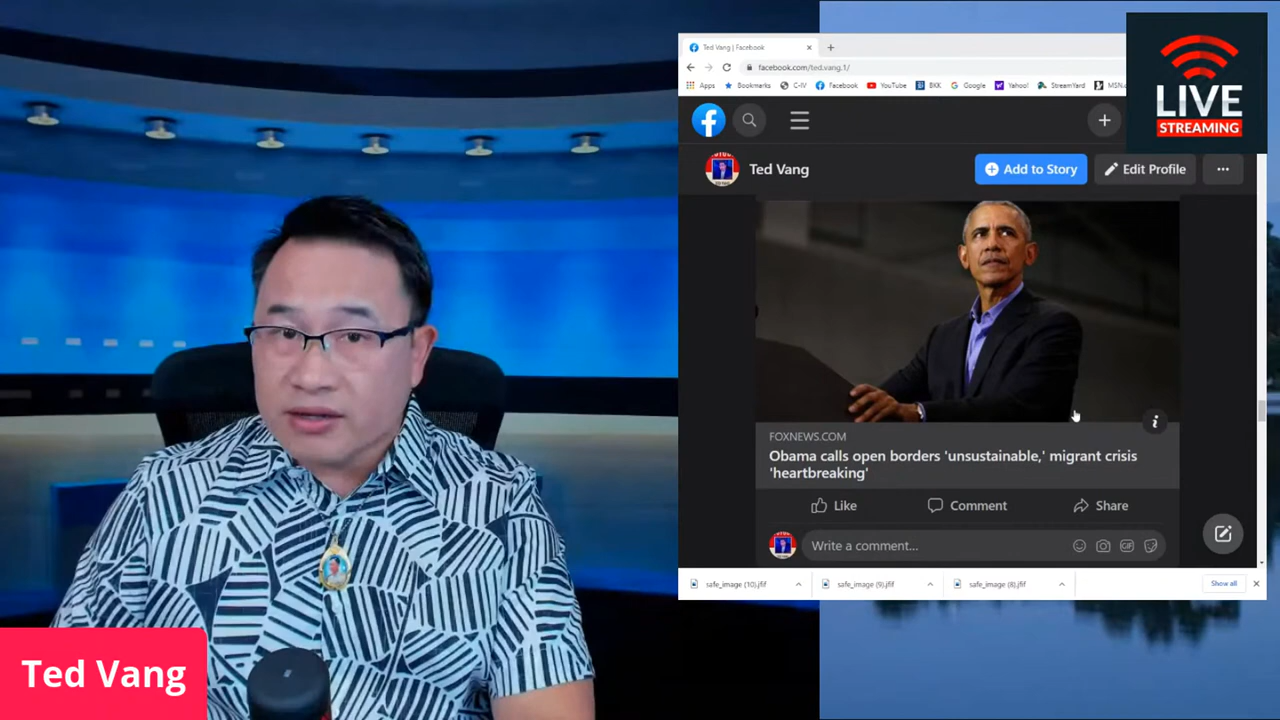 Ted Vang | Facebook
facebook.com/ted.vang.1/
Apps
Bookmarks
C-IV
Facebook
YouTube
BKK
Google
Yahoo!
StreamYard
LIVE
STREAMING
Ted Vang
Add to Story
Edit Profile
FOXNEWS.COM
Obama calls open borders 'unsustainable,' migrant crisis
'heartbreaking'
Like
Comment
Share
Write a comment...
GIF
safe_image (10).jfif
safe_image (9).jfif
safe_image (8).jfif
Show all
Ted Vang